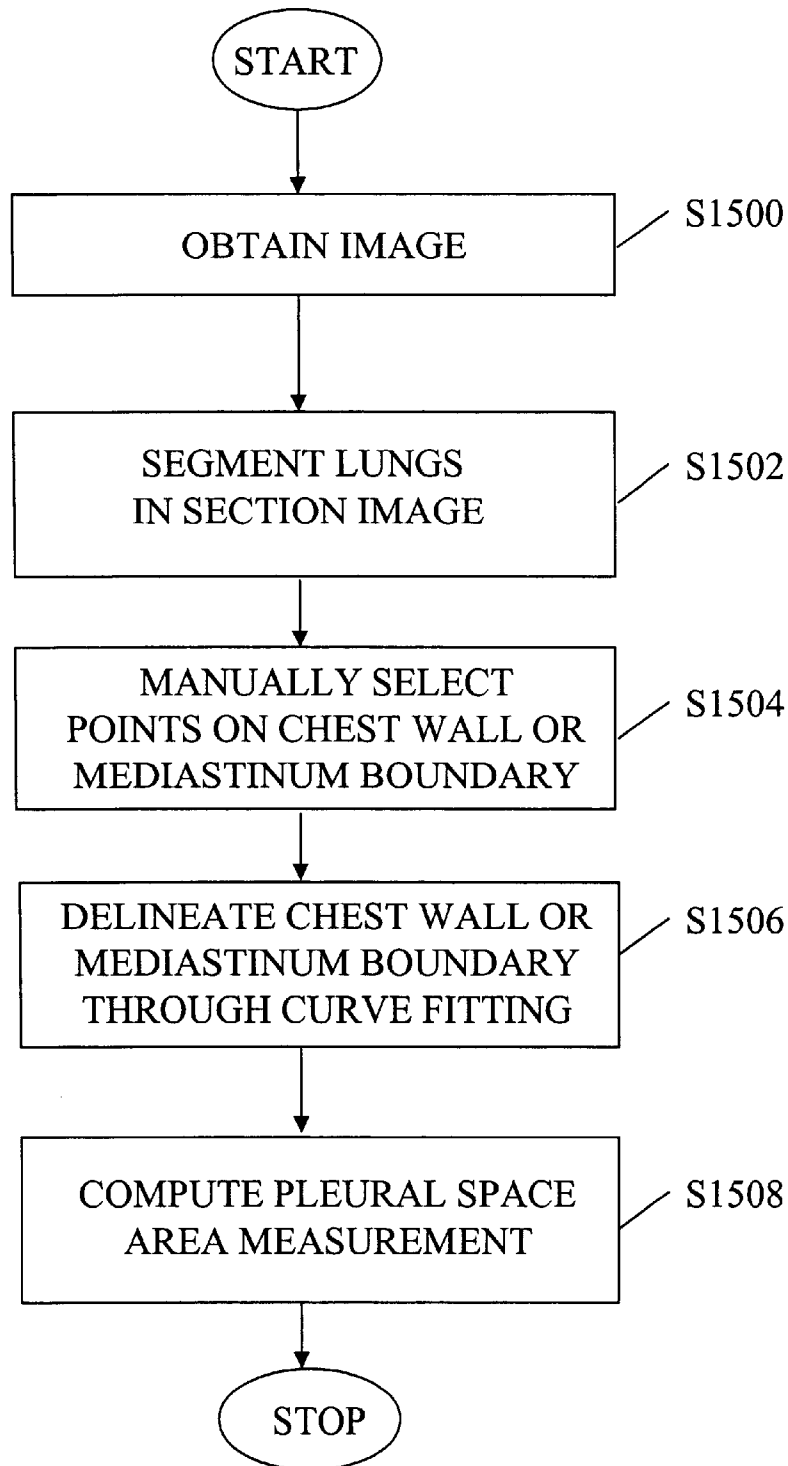 START
OBTAIN IMAGE
S1500
SEGMENT LUNGS
IN SECTION IMAGE
S1502
MANUALLY SELECT
POINTS ON CHEST WALL OR
MEDIASTINUM BOUNDARY
S1504
DELINEATE CHEST WALL OR
MEDIASTINUM BOUNDARY
THROUGH CURVE FITTING
S1506
COMPUTE PLEURAL SPACE
AREA MEASUREMENT
S1508
STOP